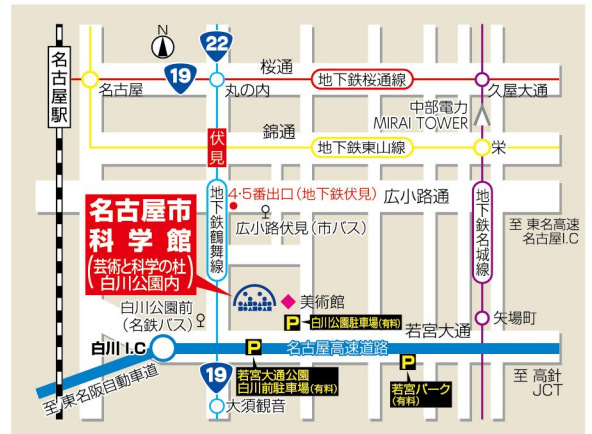 22
N
桜通
19
地下鉄桜通線
名古屋駅
名古屋
丸の内
久屋大通
中部電力
MIRAI TOWER
錦通
伏見
地下鉄東山線
栄
4・5番出口(地下鉄伏見)
広小路通
名古屋市
科学館
(芸術と科学の杜
白川公園内)
地下鉄鶴舞線
広小路伏見(市バス)
地下鉄名城線
至 東名高速
名古屋I.C
美術館
白川公園前
(名鉄バス)
P
白川公園駐車場(有料)
若宮大通
矢場町
白川 I.C
P
名古屋高速道路
若宮大通公園
白川前駐車場(有料)
P
若宮パーク
(有料)
至 高針
JCT
19
至 東名阪自動車道
大須観音